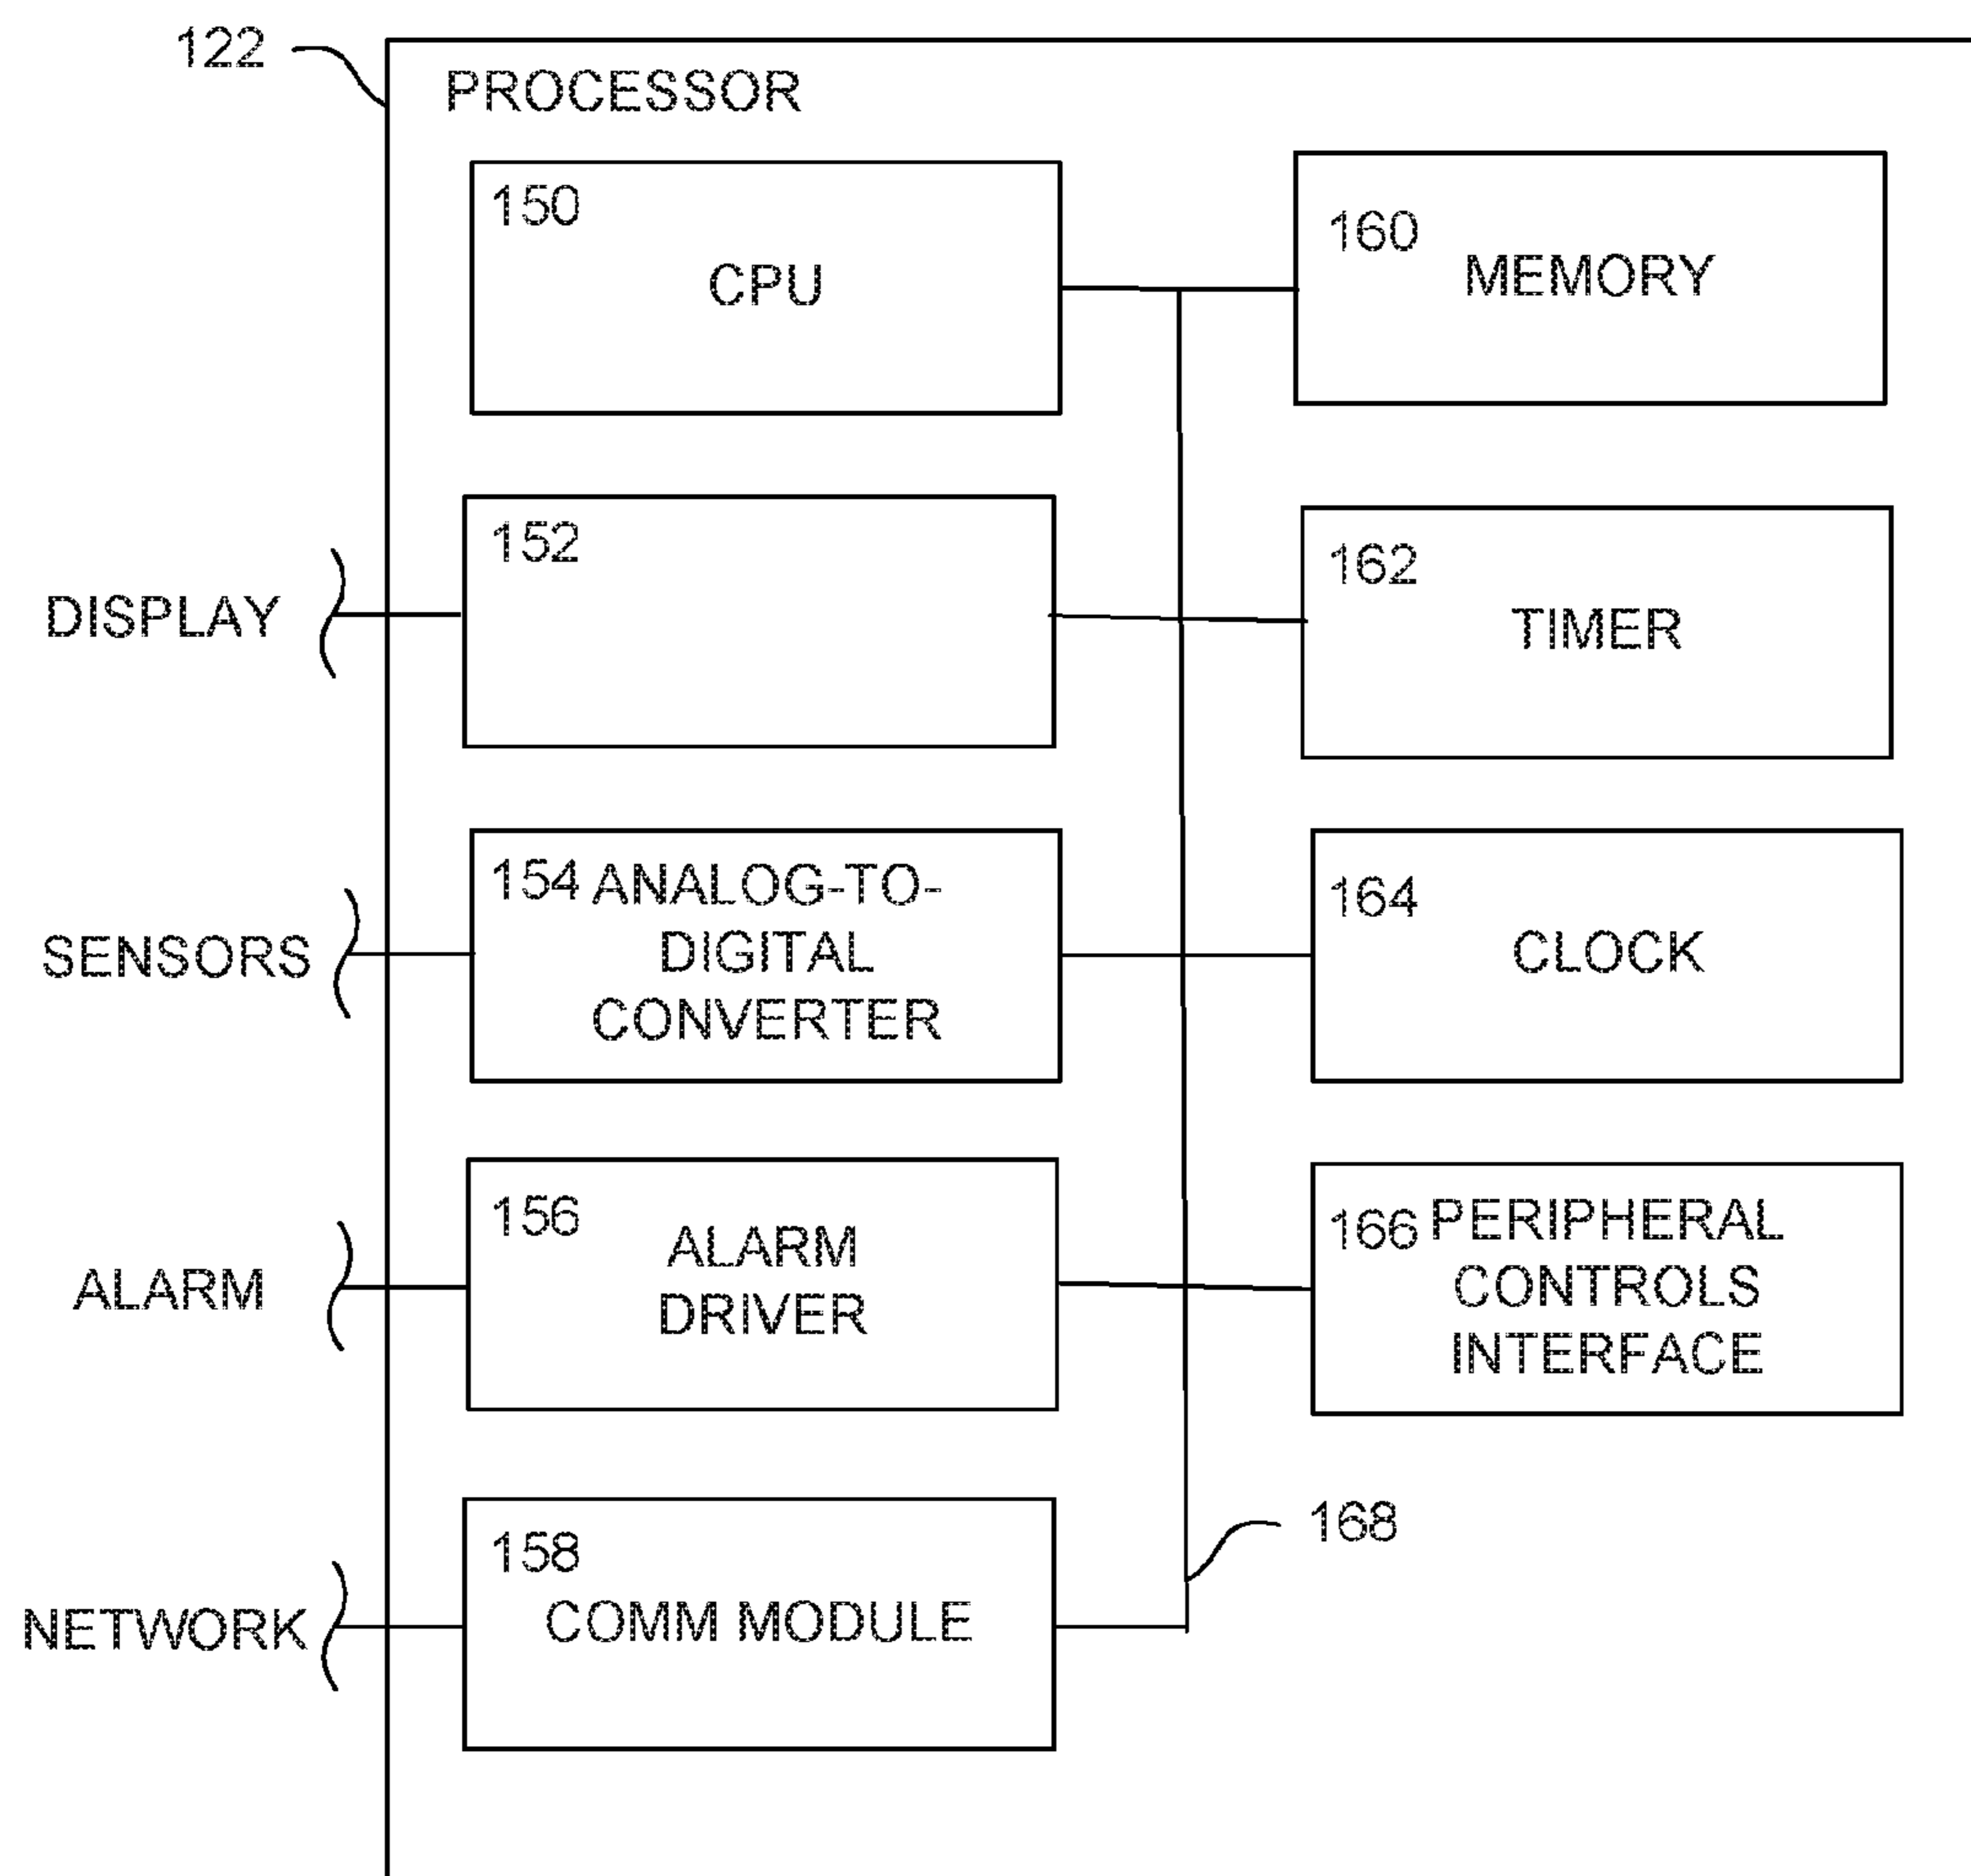 122
PROCESSOR
150
CPU
160
MEMORY
DISPLAY
152
162
TIMER
SENSORS
154 ANALOG-TO-
DIGITAL
CONVERTER
164
CLOCK
ALARM
156
ALARM
DRIVER
166 PERIPHERAL
CONTROLS
INTERFACE
NETWORK
158
COMM MODULE
168